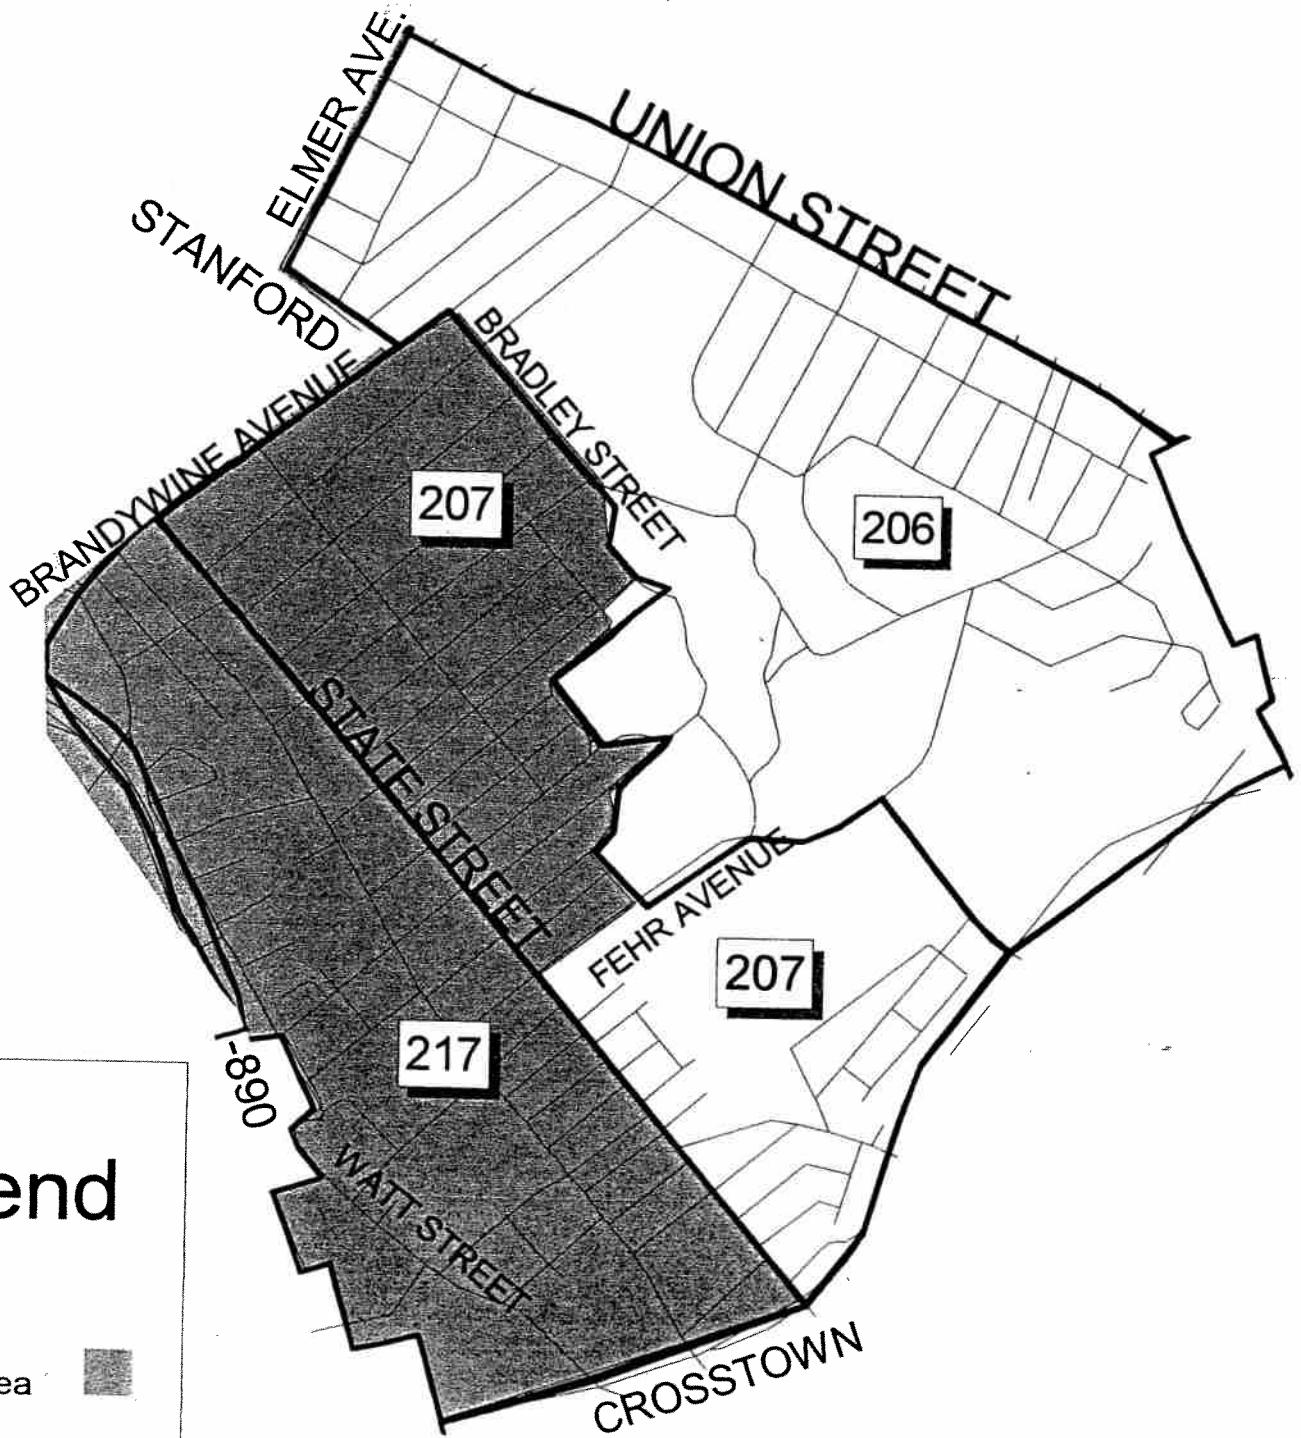 ELMER AVE.
UNION STREET
STANFORD
BRADLEY STREET
BRANDYWINE AVENUE
207
206
STATE STREET
FEHR AVENUE
207
217
-890
WATT STREET
CROSSTOWN
end
ea